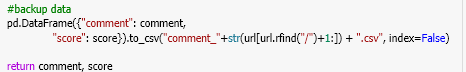 #backup data
pd.DataFrame({"comment": comment,
"score": score}).to_csv("comment_"+str(url[url.rfind("/")+1:]) + ".csv", index=False)
return comment, score